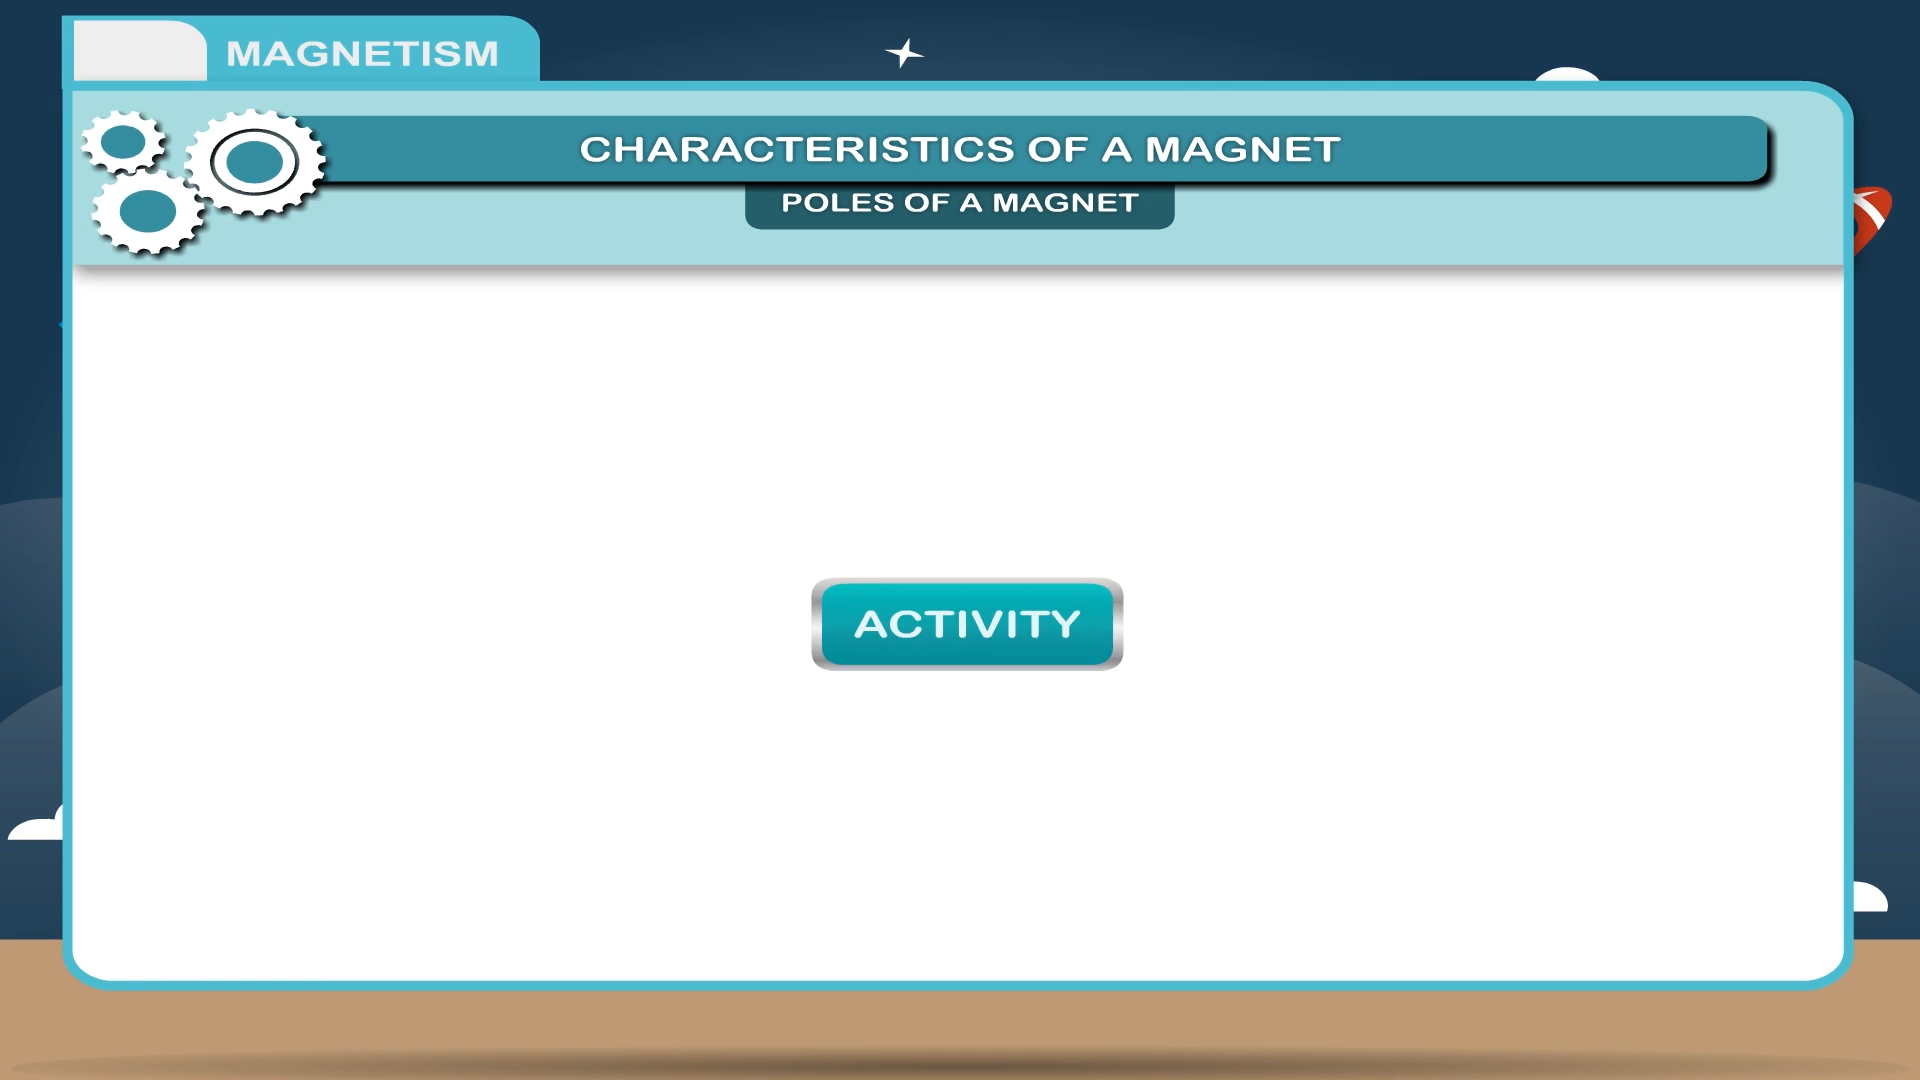 MAGNETISM
CHARACTERISTICS OF A MAGNET
POLES OF A MAGNET
ACTIVITY